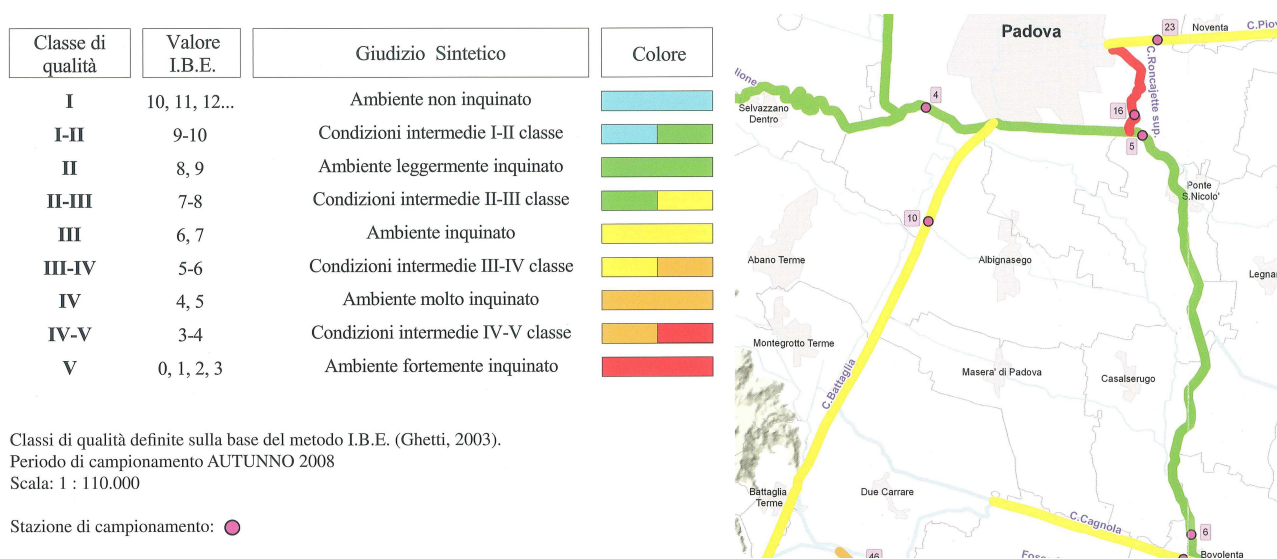 Classe di
qualità
Valore
I.B.E.
Giudizio Sintetico
Colore
I
10, 11, 12...
Ambiente non inquinato
I-II
9-10
Condizioni intermedie I-II classe
II
8, 9
Ambiente leggermente inquinato
II-III
7-8
Condizioni intermedie II-III classe
III
6, 7
Ambiente inquinato
III-IV
5-6
Condizioni intermedie III-IV classe
IV
4, 5
Ambiente molto inquinato
IV-V
3-4
Condizioni intermedie IV-V classe
V
0, 1, 2, 3
Ambiente fortemente inquinato
Classi di qualità definite sulla base del metodo I.B.E. (Ghetti, 2003).
Periodo di campionamento AUTUNNO 2008
Scala: 1 : 110.000
Stazione di campionamento:
Padova
23
Noventa
C.Piov
C.Roncajette sup.
lione
Selvazzano
Dentro
4
16
5
Ponte
S.Nicolo'
10
Abano Terme
Albignasego
Legna
Montegrotto Terme
Masera' di Padova
Casalserugo
C.Battaglia
Battaglia
Terme
Due Carrare
C.Cagnola
6
46
Foss
Bovolenta